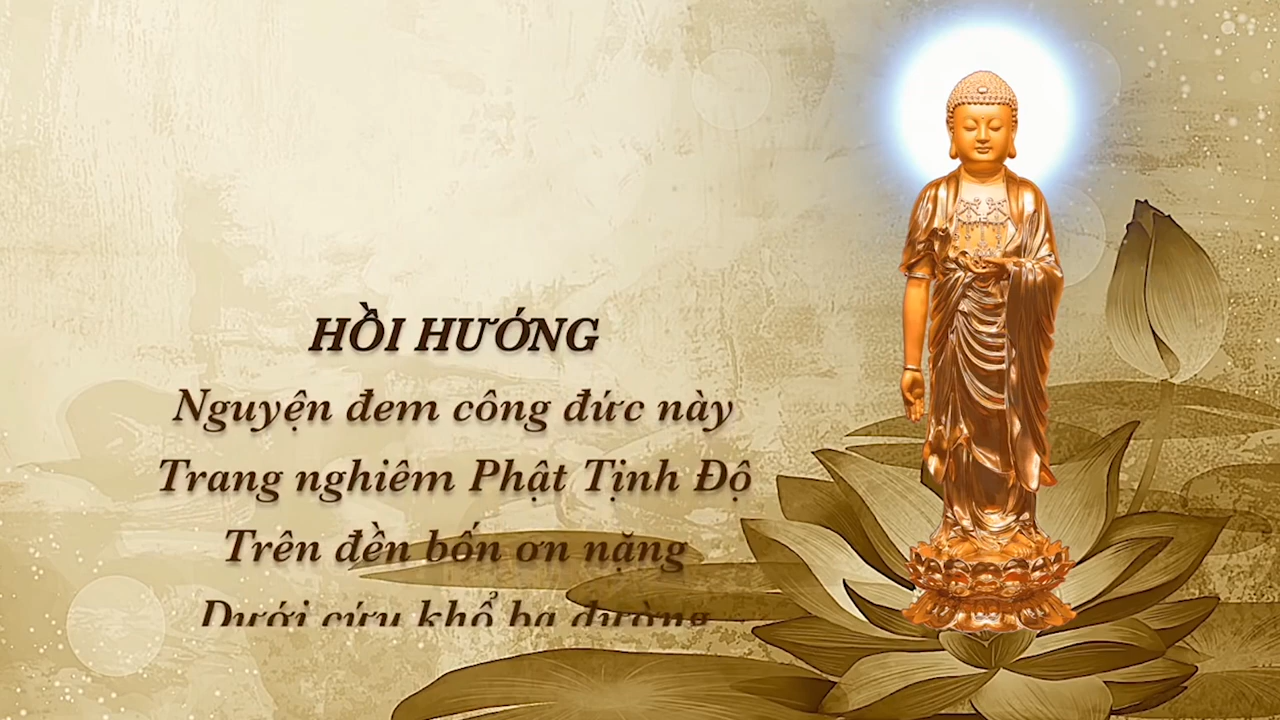 HỒI HƯỚNG
Nguyện đem công đức này
Trang nghiêm Phật Tịnh Độ
Trên đền bốn ơn nặng
Dưới cứu khổ ba đường